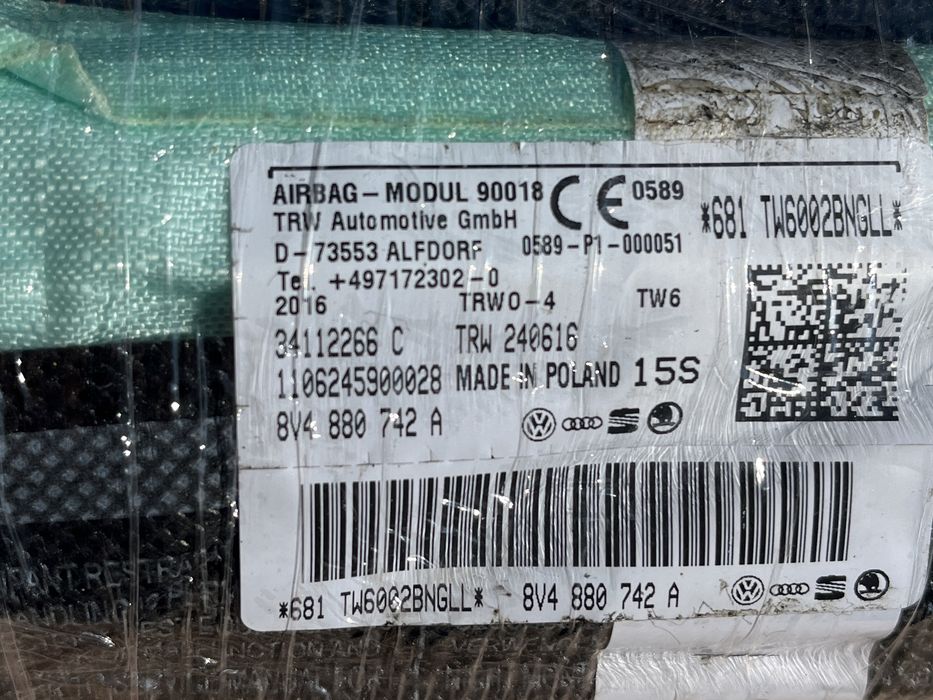 AIRBAG-MODUL 90018 CE 0589
TRW Automotive GmbH
*681 TW6002BNGLL*
D-73553 ALFDORF 0589-P1-000051
Tel. +497172302-0
2016 TRWO-4 TW6
34112266 C TRW 240616
1106245900028 MADE IN POLAND 15S
8V4 880 742 A
*681 TW6002BNGLL* 8V4 880 742 A